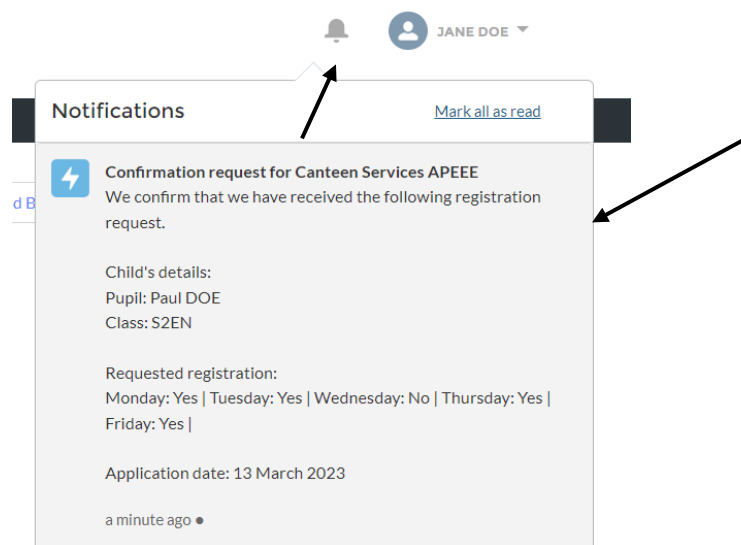 JANE DOE
Notifications Mark all as read
Confirmation request for Canteen Services APEEE
We confirm that we have received the following registration
request.
d B
Child's details:
Pupil: Paul DOE
Class: S2EN
Requested registration:
Monday: Yes | Tuesday: Yes | Wednesday: No | Thursday: Yes |
Friday: Yes |
Application date: 13 March 2023
a minute ago ●